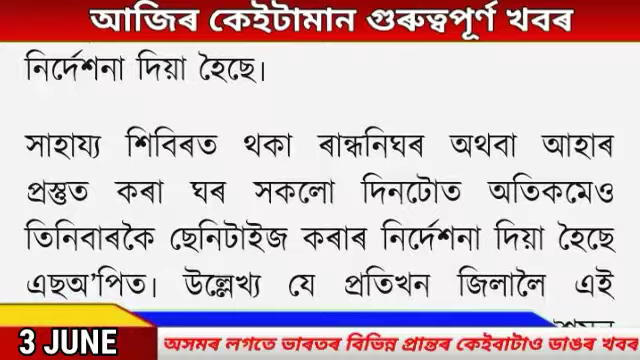 আজিৰ কেইটামান গুৰুত্বপূৰ্ণ খবৰ
নিৰ্দেশনা দিয়া হৈছে।
সাহায্য শিবিৰত থকা ৰান্ধনিঘৰ অথবা আহাৰ
প্ৰস্তুত কৰা ঘৰ সকলো দিনটোত অতিকমেও
তিনিবাৰকৈ ছেনিটাইজ কৰাৰ নিৰ্দেশনা দিয়া হৈছে
এছঅ'পিত। উল্লেখ্য যে প্ৰতিখন জিলালৈ এই
3 JUNE
অসমৰ লগতে ভাৰতৰ বিভিন্ন প্ৰান্তৰ কেইবাটাও ডাঙৰ খবৰ